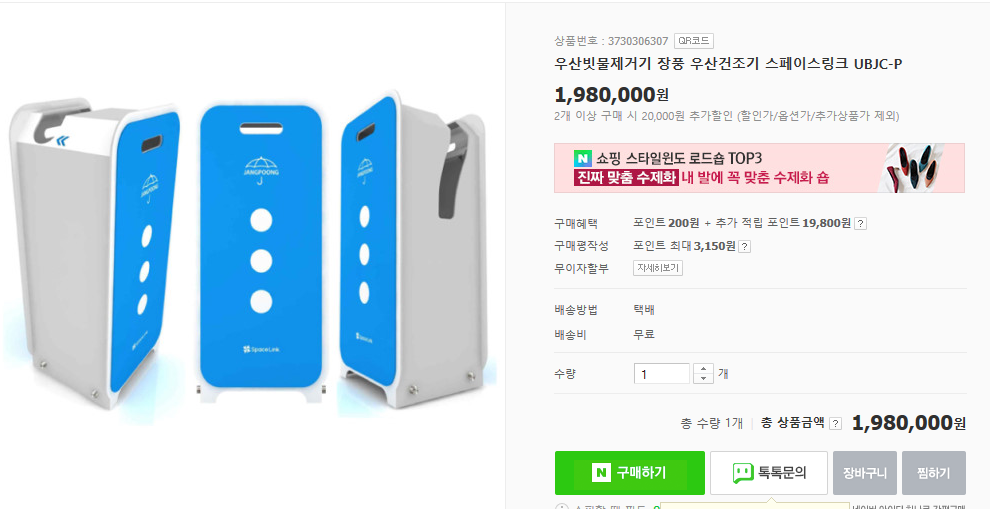 상품번호 : 3730306307 QR코드
우산빗물제거기 장풍 우산건조기 스페이스링크 UBJC-P
1,980,000원
2개 이상 구매 시 20,000원 추가할인 (할인가/옵션가/추가상품가 제외)
N 쇼핑 스타일윈도 로드숍 TOP3
진짜 맞춤 수제화 내 발에 꼭 맞춘 수제화 숍
구매혜택 포인트 200원 + 추가 적립 포인트 19,800원 ?
구매평작성 포인트 최대 3,150원 ?
무이자할부 자세히보기
배송방법 택배
배송비 무료
수량 1 개
총 수량 1개 총 상품금액 ? 1,980,000원
N 구매하기 톡톡문의 장바구니 찜하기
JANGPOONG
JANGPOONG
JANGPOONG
SpaceLink
SpaceLink
SpaceLink